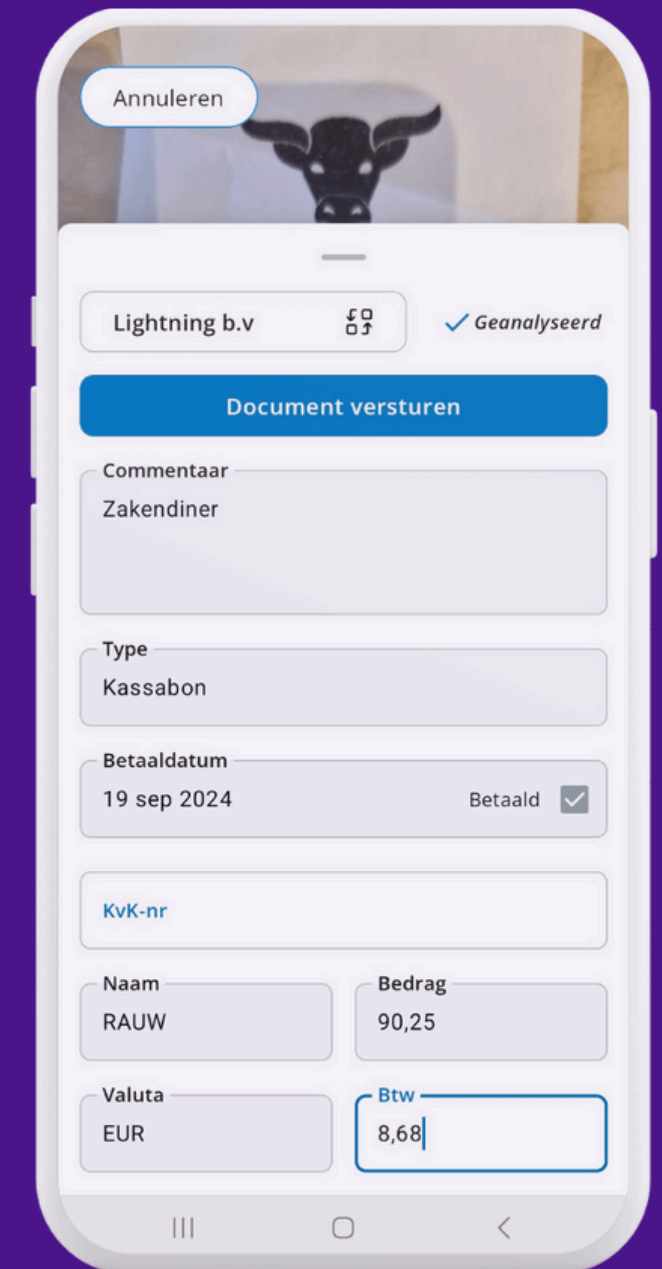 Annuleren
Lightning b.v
Geanalyseerd
Document versturen
Commentaar
Zakendiner
Type
Kassabon
Betaaldatum
19 sep 2024 Betaald
KvK-nr
Naam Bedrag
RAUW 90,25
Valuta Btw
EUR 8,68